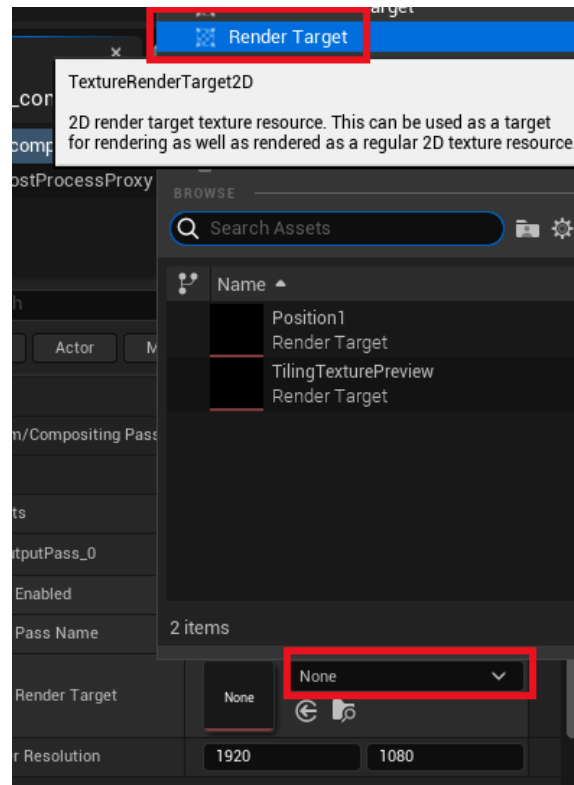 Render Target
TextureRenderTarget2D
2D render target texture resource. This can be used as a target
for rendering as well as rendered as a regular 2D texture resource
ostProcessProxy
BROWSE
Search Assets
Name
Position1
Render Target
TilingTexturePreview
Render Target
Actor
M
m/Compositing Pass
ts
utputPass_0
Enabled
Pass Name
2 items
None
Render Target
None
r Resolution
1920
1080